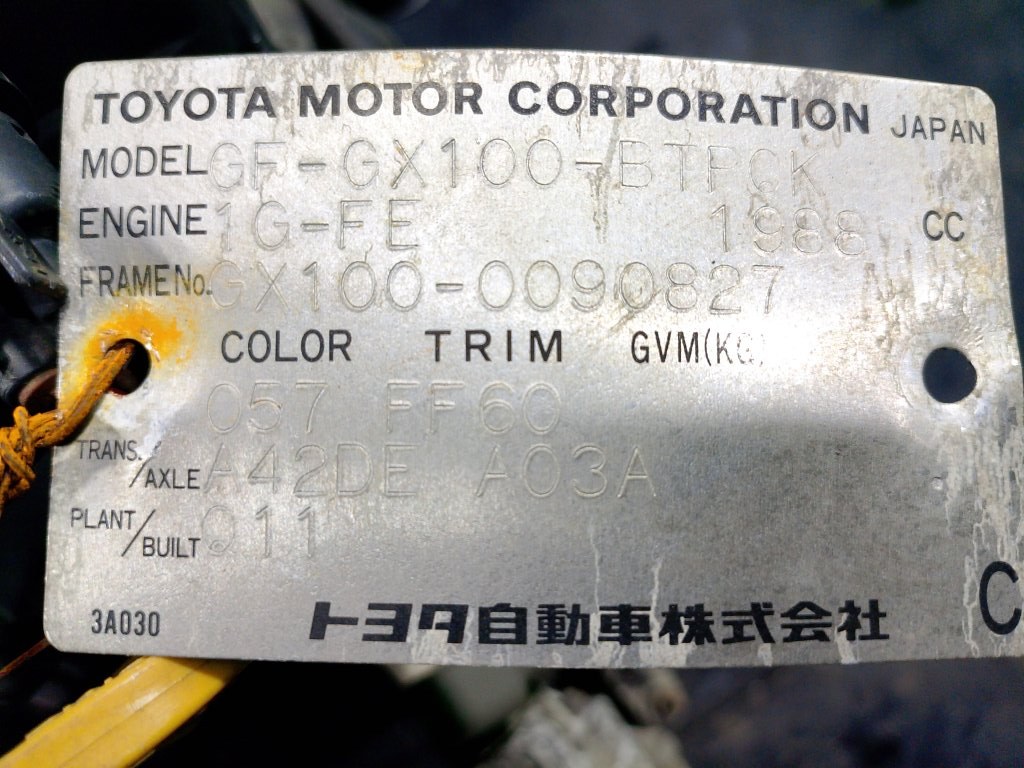 TOYOTA MOTOR CORPORATION JAPAN
MODEL GF-GX100-BTPCK
ENGINE 1G-FE 1988 CC
FRAME No. GX100-0090827
COLOR TRIM GVM(KG)
057 FF60
TRANS./AXLE A42DE A03A
PLANT/BUILT
3A030 トヨタ自動車株式会社 C